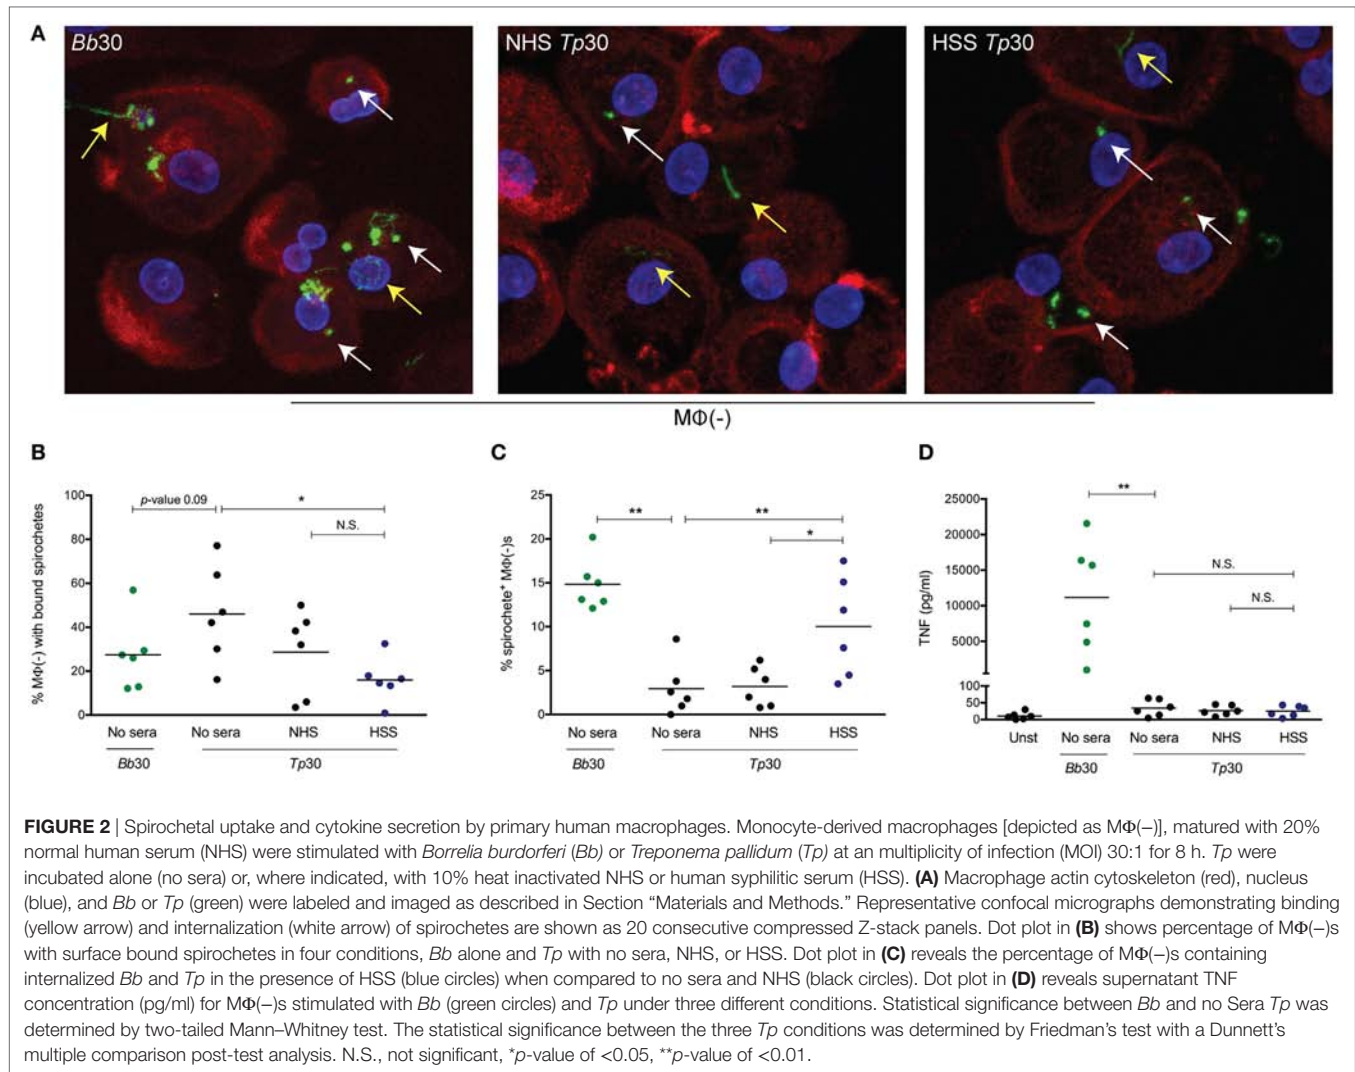 A
Bb30
NHS Tp30
HSS Tp30
MΦ(-)
B
% MΦ(-) with bound spirochetes
100
80
60
40
20
0
p-value 0.09
*
N.S.
No sera
No sera
NHS
HSS
Bb30
Tp30
C
% spirochete+ MΦ(-)s
25
20
15
10
5
0
**
**
*
No sera
No sera
NHS
HSS
Bb30
Tp30
D
TNF (pg/ml)
25000
20000
15000
10000
5000
100
50
0
**
N.S.
N.S.
Unst
No sera
No sera
NHS
HSS
Bb30
Tp30
FIGURE 2 | Spirochetal uptake and cytokine secretion by primary human macrophages. Monocyte-derived macrophages [depicted as MΦ(−)], matured with 20%
normal human serum (NHS) were stimulated with Borrelia burdorferi (Bb) or Treponema pallidum (Tp) at an multiplicity of infection (MOI) 30:1 for 8 h. Tp were
incubated alone (no sera) or, where indicated, with 10% heat inactivated NHS or human syphilitic serum (HSS). (A) Macrophage actin cytoskeleton (red), nucleus
(blue), and Bb or Tp (green) were labeled and imaged as described in Section “Materials and Methods.” Representative confocal micrographs demonstrating binding
(yellow arrow) and internalization (white arrow) of spirochetes are shown as 20 consecutive compressed Z-stack panels. Dot plot in (B) shows percentage of MΦ(−)s
with surface bound spirochetes in four conditions, Bb alone and Tp with no sera, NHS, or HSS. Dot plot in (C) reveals the percentage of MΦ(−)s containing
internalized Bb and Tp in the presence of HSS (blue circles) when compared to no sera and NHS (black circles). Dot plot in (D) reveals supernatant TNF
concentration (pg/ml) for MΦ(−)s stimulated with Bb (green circles) and Tp under three different conditions. Statistical significance between Bb and no Sera Tp was
determined by two-tailed Mann–Whitney test. The statistical significance between the three Tp conditions was determined by Friedman’s test with a Dunnett’s
multiple comparison post-test analysis. N.S., not significant, *p-value of <0.05, **p-value of <0.01.